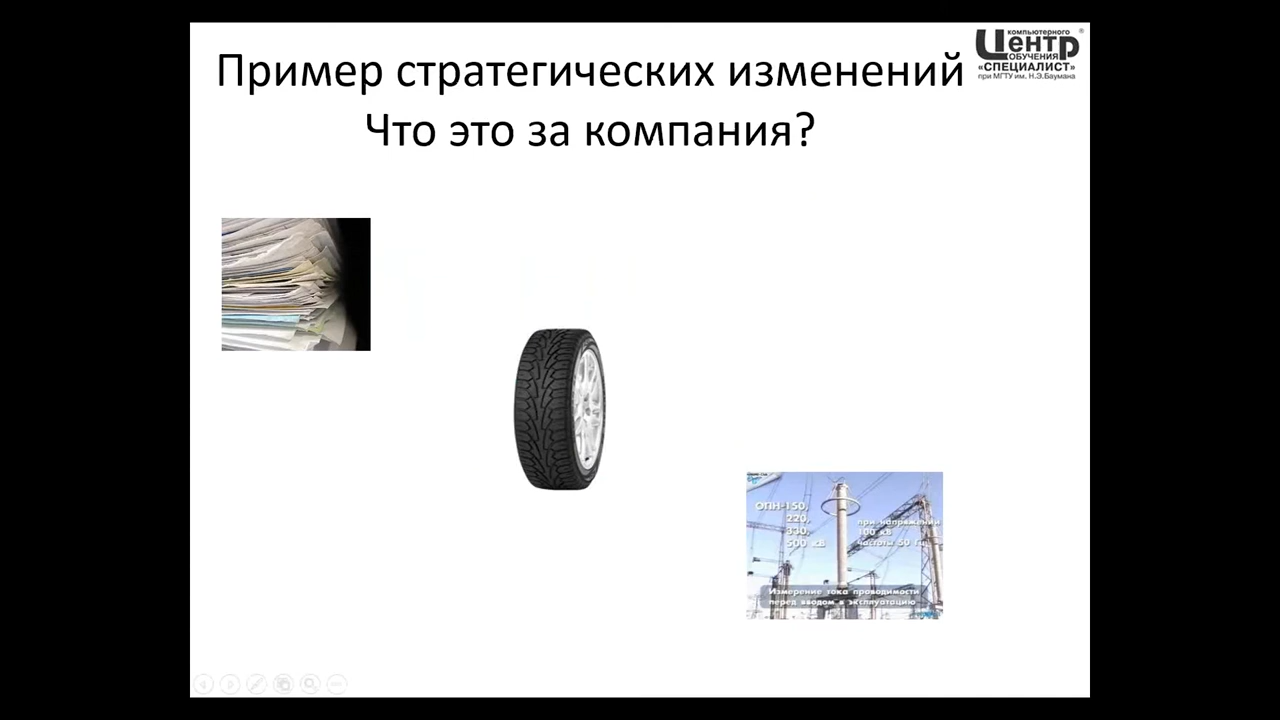 Пример стратегических изменений
Что это за компания?
компьютерного
Центр
ОБУЧЕНИЯ
«СПЕЦИАЛИСТ»
при МГТУ им. Н.Э.Баумана
®
ОПН-150,
220,
330,
500 кВ
при напряжении
100 кВ
частоты 50 Гц
Измерение тока проводимости
перед вводом в эксплуатацию